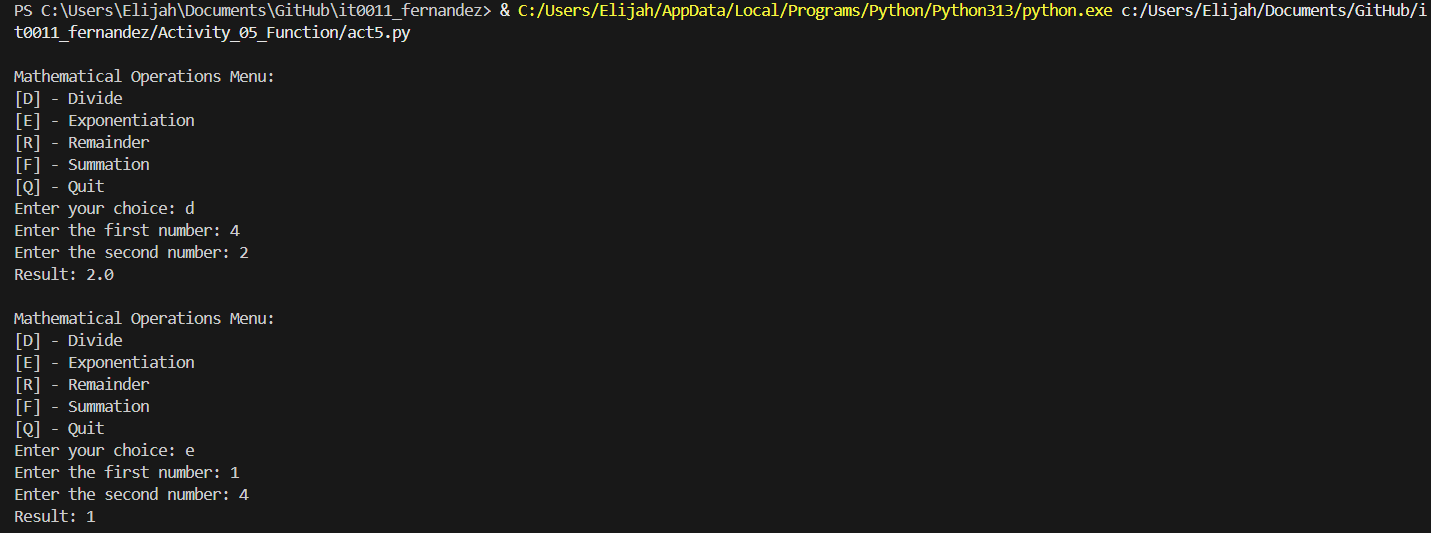 PS C:\Users\Elijah\Documents\GitHub\it0011_fernandez> & C:/Users/Elijah/AppData/Local/Programs/Python/Python313/python.exe c:/Users/Elijah/Documents/GitHub/i
t0011_fernandez/Activity_05_Function/act5.py
Mathematical Operations Menu:
[D] - Divide
[E] - Exponentiation
[R] - Remainder
[F] - Summation
[Q] - Quit
Enter your choice: d
Enter the first number: 4
Enter the second number: 2
Result: 2.0
Mathematical Operations Menu:
[D] - Divide
[E] - Exponentiation
[R] - Remainder
[F] - Summation
[Q] - Quit
Enter your choice: e
Enter the first number: 1
Enter the second number: 4
Result: 1